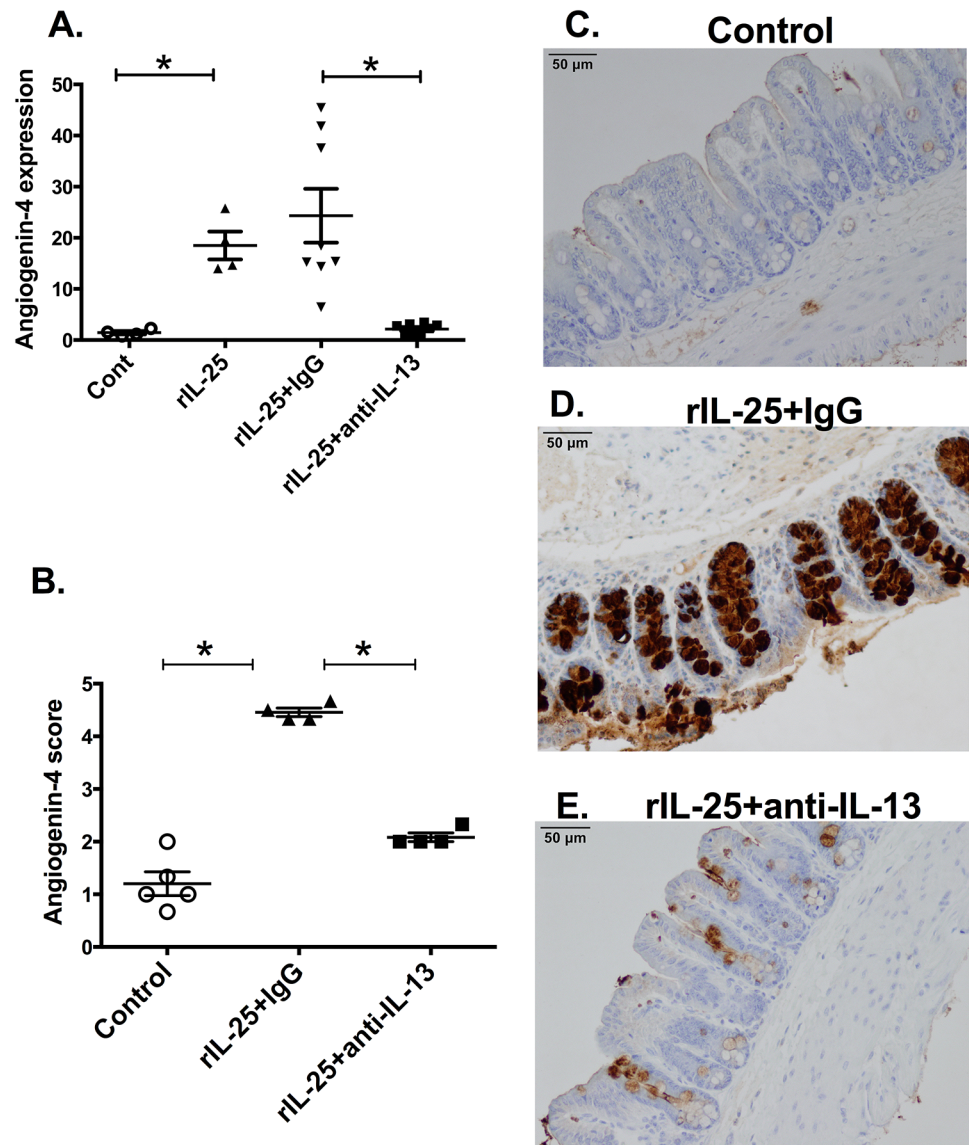 A.
*
*
Angiogenin-4 expression
50
40
30
20
10
0
Cont
rIL-25
rIL-25+IgG
rIL-25+anti-IL-13
B.
*
*
Angiogenin-4 score
5
4
3
2
1
0
Control
rIL-25+IgG
rIL-25+anti-IL-13
C.
Control
50 µm
D.
rIL-25+IgG
50 µm
E.
rIL-25+anti-IL-13
50 µm